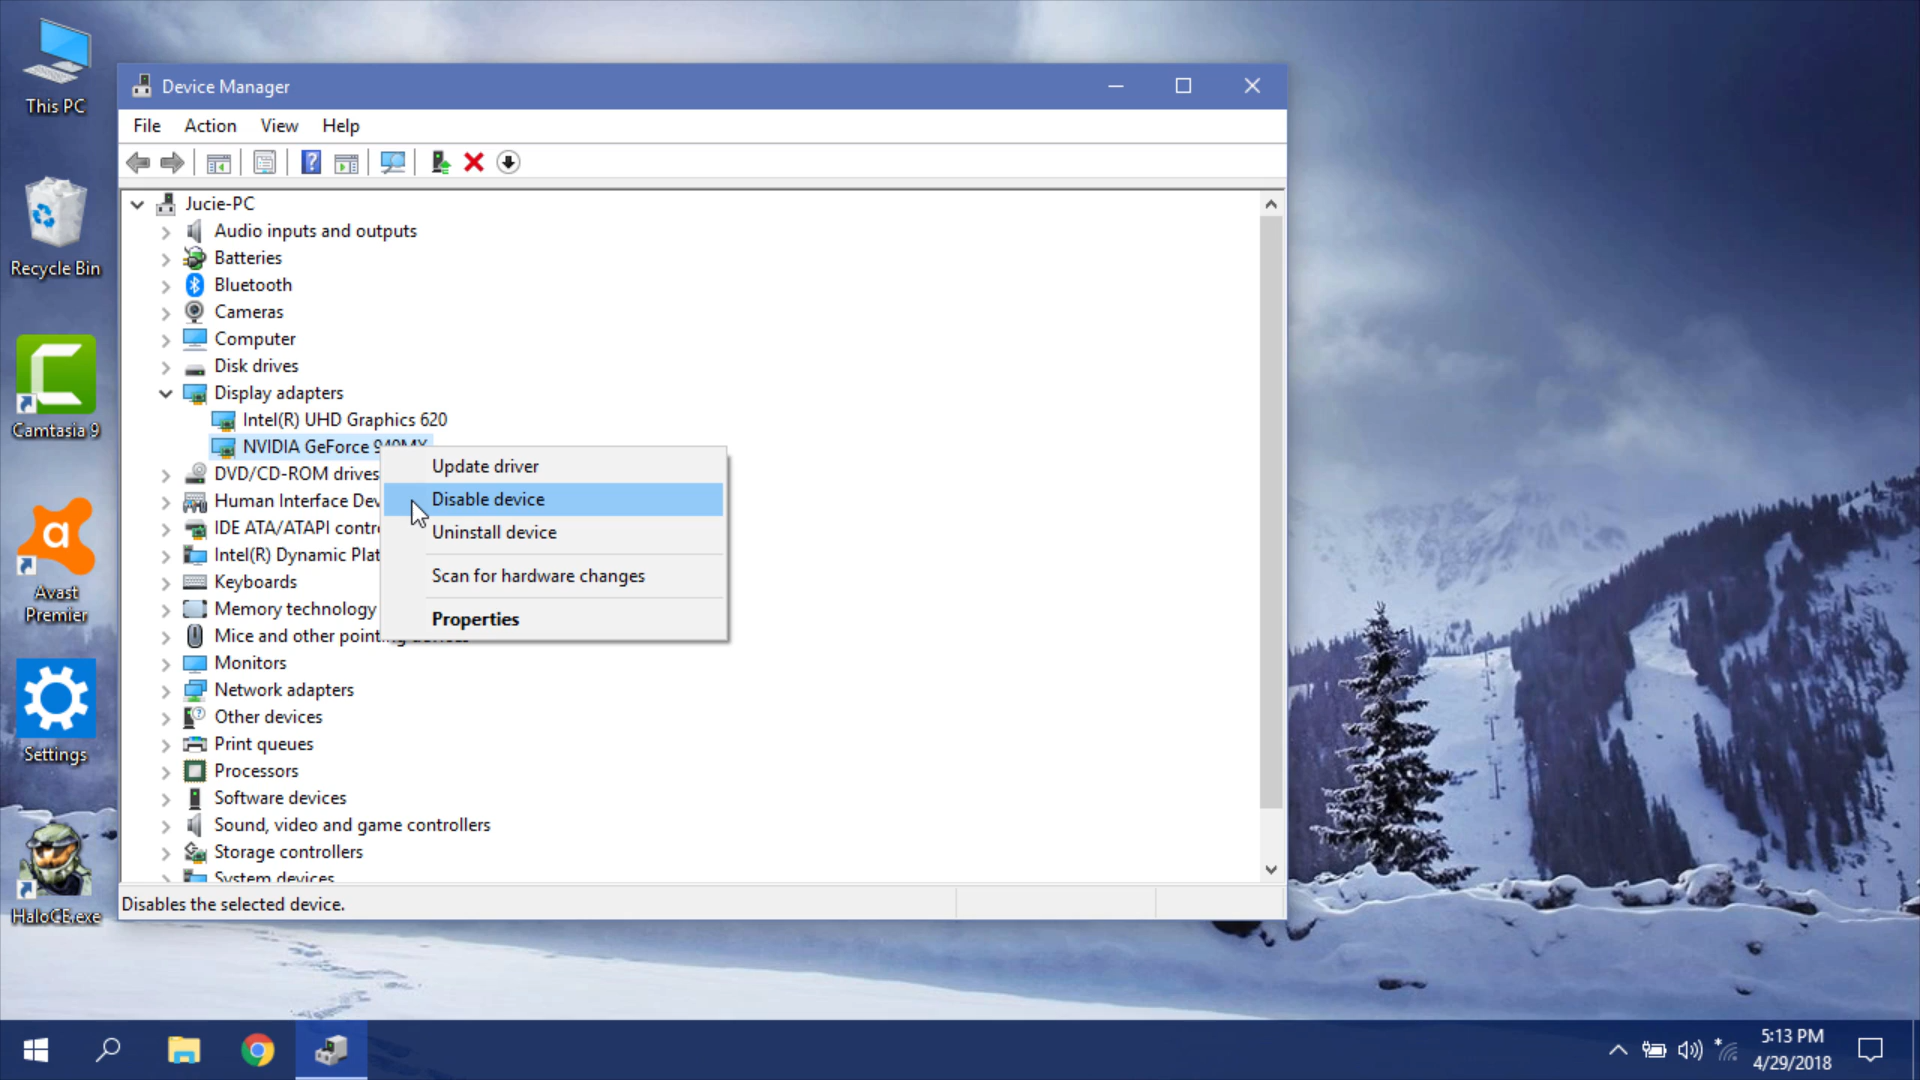 This PC
Recycle Bin
Camtasia 9
Avast
Premier
Settings
HaloCE.exe
Device Manager
File Action View Help
Jucie-PC
Audio inputs and outputs
Batteries
Bluetooth
Cameras
Computer
Disk drives
Display adapters
Intel(R) UHD Graphics 620
NVIDIA GeForce 940MX
DVD/CD-ROM drives
Human Interface Dev
IDE ATA/ATAPI contr
Intel(R) Dynamic Plat
Keyboards
Memory technology
Mice and other pointing devices
Monitors
Network adapters
Other devices
Print queues
Processors
Software devices
Sound, video and game controllers
Storage controllers
System devices
Update driver
Disable device
Uninstall device
Scan for hardware changes
Properties
Disables the selected device.
5:13 PM
4/29/2018